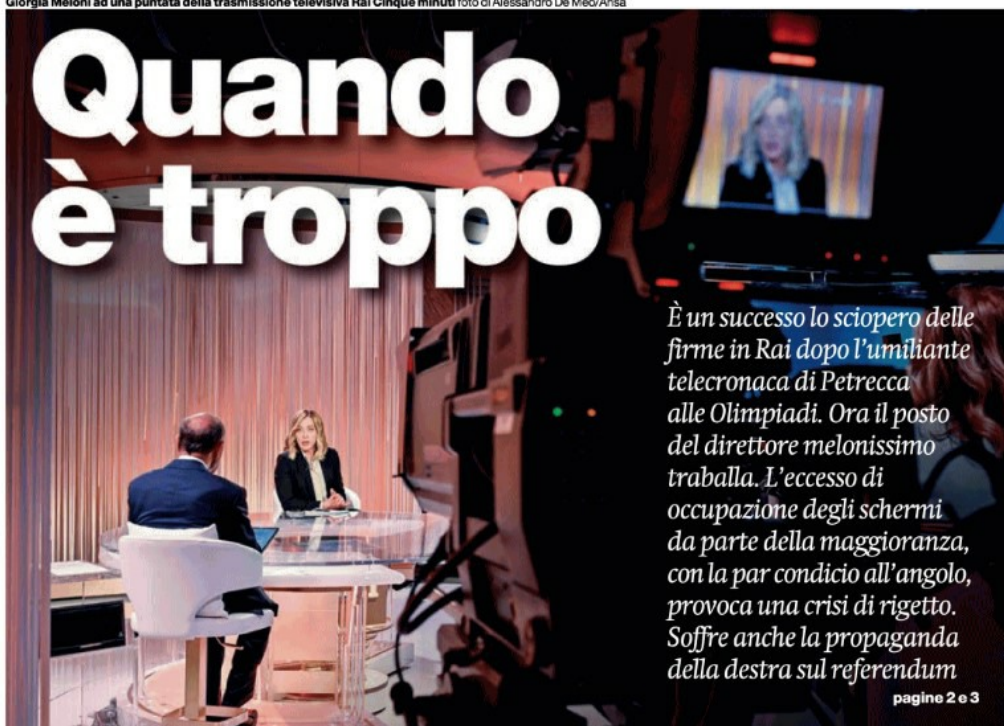 Giorgia Meloni ad una puntata della trasmissione televisiva Rai Cinque minuti foto di Alessandro De Meo/Ansa
Quando
è troppo
È un successo lo sciopero delle
firme in Rai dopo l'umiliante
telecronaca di Petrecca
alle Olimpiadi. Ora il posto
del direttore melonissimo
traballa. L'eccesso di
occupazione degli schermi
da parte della maggioranza,
con la par condicio all'angolo,
provoca una crisi di rigetto.
Soffre anche la propaganda
della destra sul referendum
pagine 2 e 3